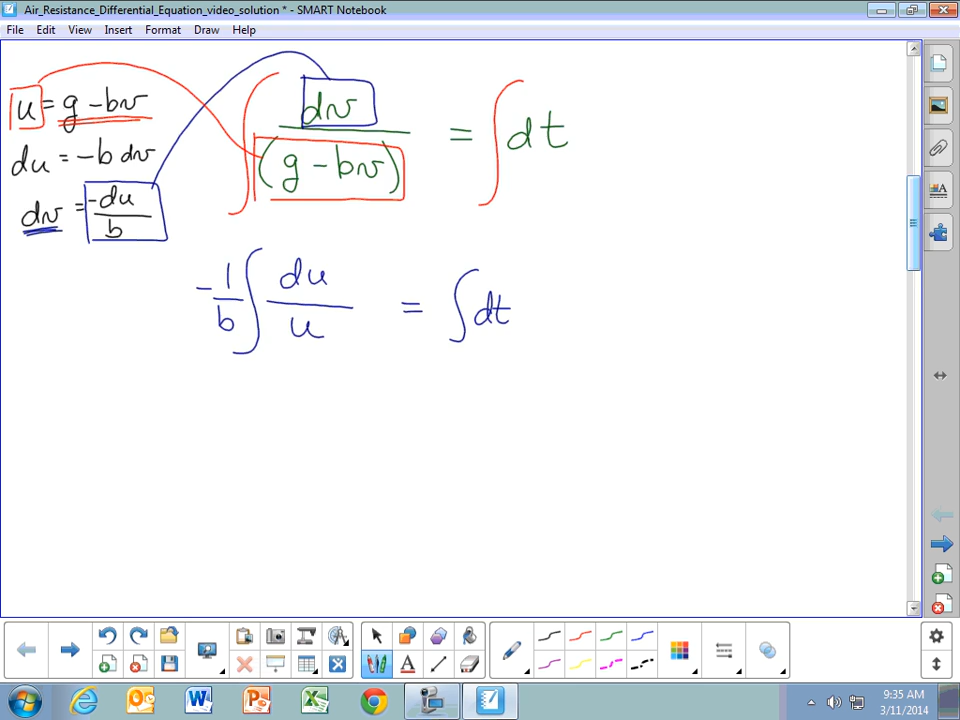 Air_Resistance_Differential_Equation_video_solution * - SMART Notebook
File Edit View Insert Format Draw Help
u = g - bv
du = -b dv
dv = -du / b
∫ dv / (g - bv) = ∫ dt
-1/b ∫ du/u = ∫ dt
A
9:35 AM
3/11/2014